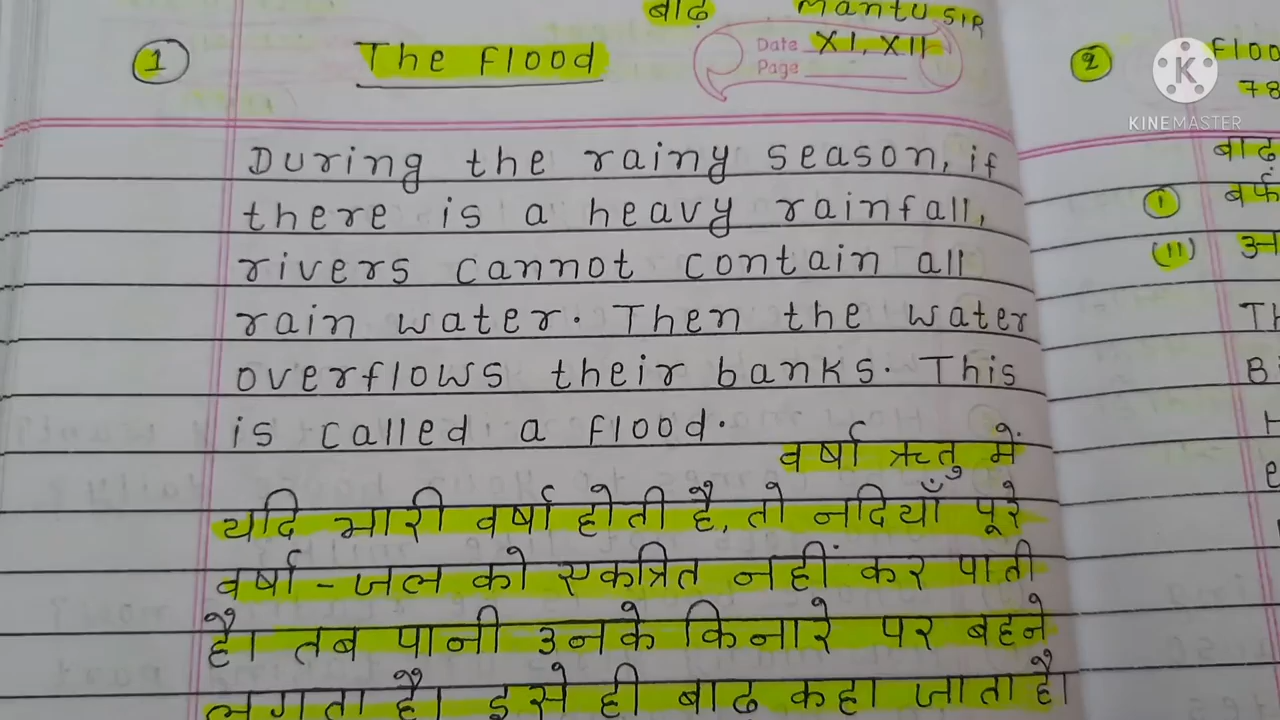 बाढ़ Mantu SIR
1 The Flood
Date XI, XII
Page
During the rainy season, if
there is a heavy rainfall,
rivers cannot contain all
rain water. Then the water
overflows their banks. This
is called a flood.
वर्षा ऋतु में
यदि भारी वर्षा होती है, तो नदियाँ पूरे
वर्षा - जल को एकत्रित नहीं कर पाती
है। तब पानी उनके किनारे पर बहने
लगता है। इसे ही बाढ कहा जाता है।
2
78
बाढ़
(i)
(II)
KINEMASTER